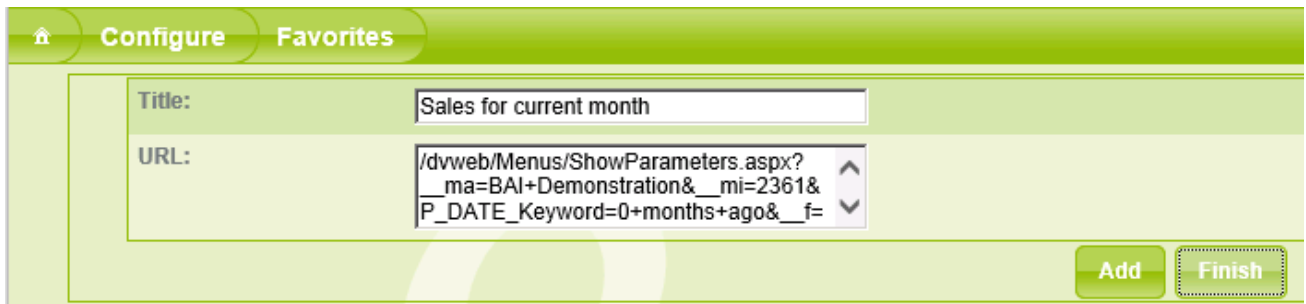 Configure Favorites
Title: Sales for current month
URL: /dvweb/Menus/ShowParameters.aspx?
__ma=BAI+Demonstration&__mi=2361&
P_DATE_Keyword=0+months+ago&__f=
Add Finish